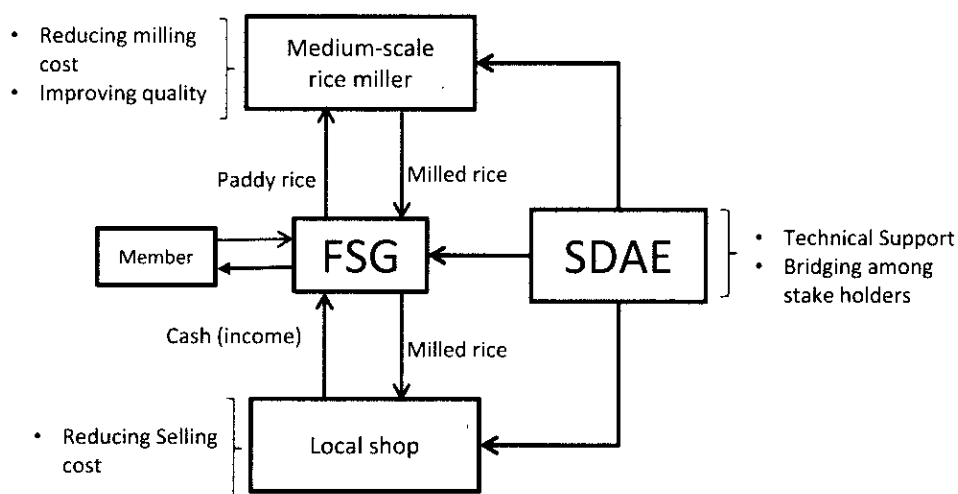 • Reducing milling
cost
• Improving quality
Medium-scale
rice miller
Paddy rice
Milled rice
Member
FSG
SDAE
• Technical Support
• Bridging among
stake holders
Cash (income)
Milled rice
• Reducing Selling
cost
Local shop